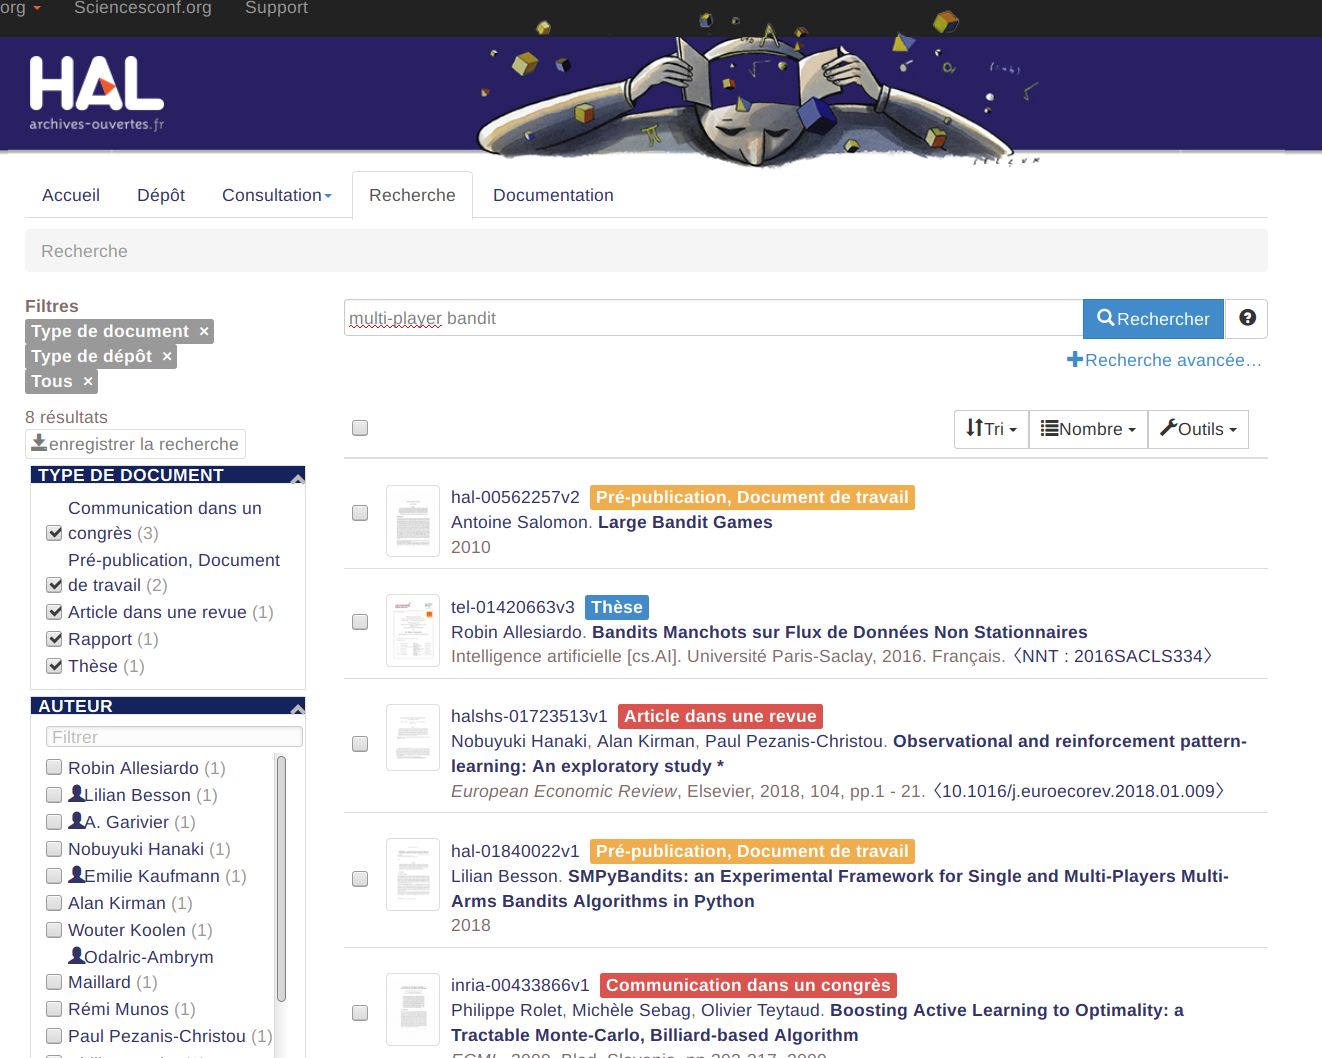 org Sciencesconf.org Support
HAL
archives-ouvertes.fr
Accueil Dépôt Consultation Recherche Documentation
Recherche
Filtres
Type de document ×
Type de dépôt ×
Tous ×
8 résultats
enregistrer la recherche
TYPE DE DOCUMENT
Communication dans un
congrès (3)
Pré-publication, Document
de travail (2)
Article dans une revue (1)
Rapport (1)
Thèse (1)
AUTEUR
Filtrer
Robin Allesiardo (1)
Lilian Besson (1)
A. Garivier (1)
Nobuyuki Hanaki (1)
Emilie Kaufmann (1)
Alan Kirman (1)
Wouter Koolen (1)
Odalric-Ambrym
Maillard (1)
Rémi Munos (1)
Paul Pezanis-Christou (1)
multi-player bandit
Rechercher ?
Recherche avancée…
Tri Nombre Outils
hal-00562257v2 Pré-publication, Document de travail
Antoine Salomon. Large Bandit Games
2010
tel-01420663v3 Thèse
Robin Allesiardo. Bandits Manchots sur Flux de Données Non Stationnaires
Intelligence artificielle [cs.AI]. Université Paris-Saclay, 2016. Français. 〈NNT : 2016SACLS334〉
halshs-01723513v1 Article dans une revue
Nobuyuki Hanaki, Alan Kirman, Paul Pezanis-Christou. Observational and reinforcement pattern-
learning: An exploratory study *
European Economic Review, Elsevier, 2018, 104, pp.1 - 21. 〈10.1016/j.euroecorev.2018.01.009〉
hal-01840022v1 Pré-publication, Document de travail
Lilian Besson. SMPyBandits: an Experimental Framework for Single and Multi-Players Multi-
Arms Bandits Algorithms in Python
2018
inria-00433866v1 Communication dans un congrès
Philippe Rolet, Michèle Sebag, Olivier Teytaud. Boosting Active Learning to Optimality: a
Tractable Monte-Carlo, Billiard-based Algorithm